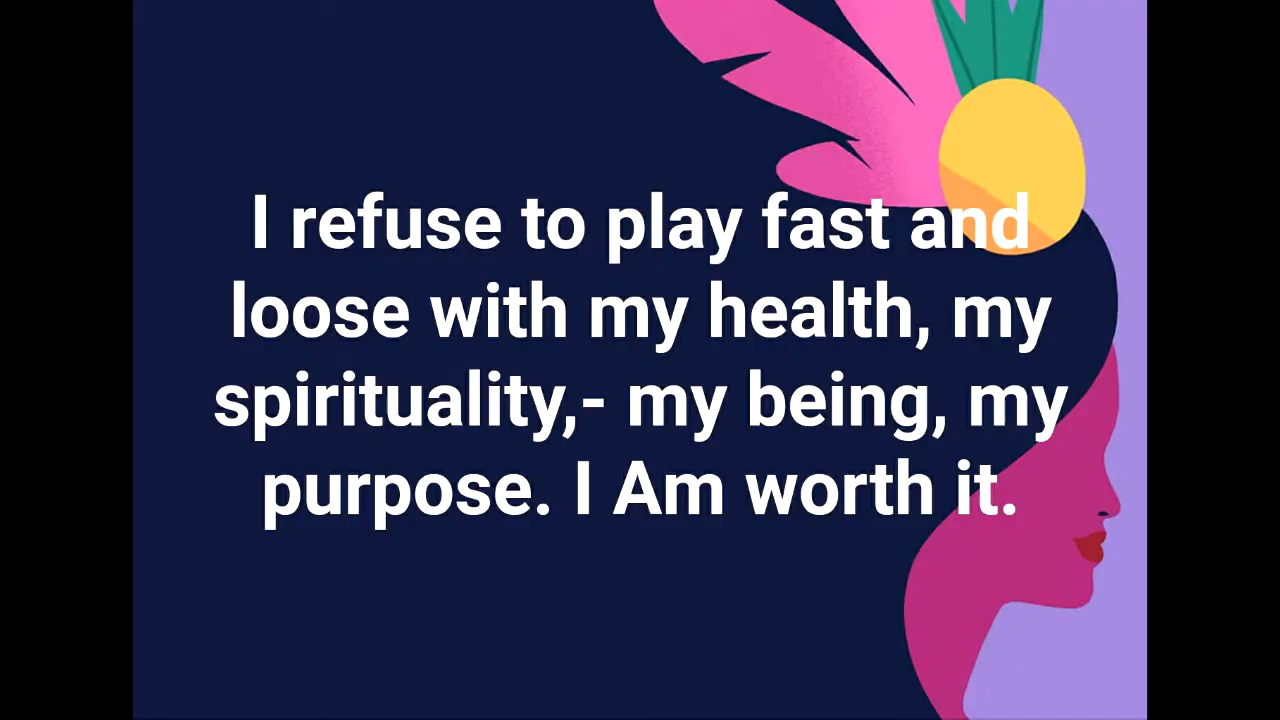 I refuse to play fast and
loose with my health, my
spirituality,- my being, my
purpose. I Am worth it.